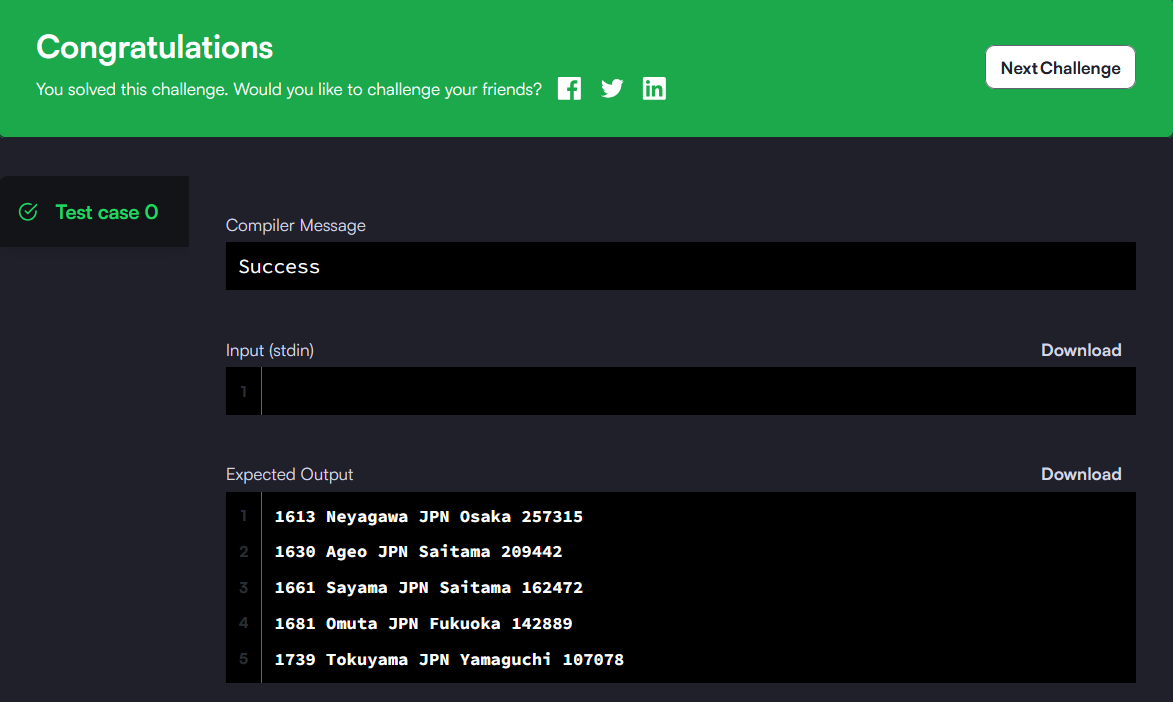 Congratulations
You solved this challenge. Would you like to challenge your friends?
Next Challenge
Test case 0
Compiler Message
Success
Input (stdin)
Download
1
Expected Output
Download
1 1613 Neyagawa JPN Osaka 257315
2 1630 Ageo JPN Saitama 209442
3 1661 Sayama JPN Saitama 162472
4 1681 Omuta JPN Fukuoka 142889
5 1739 Tokuyama JPN Yamaguchi 107078